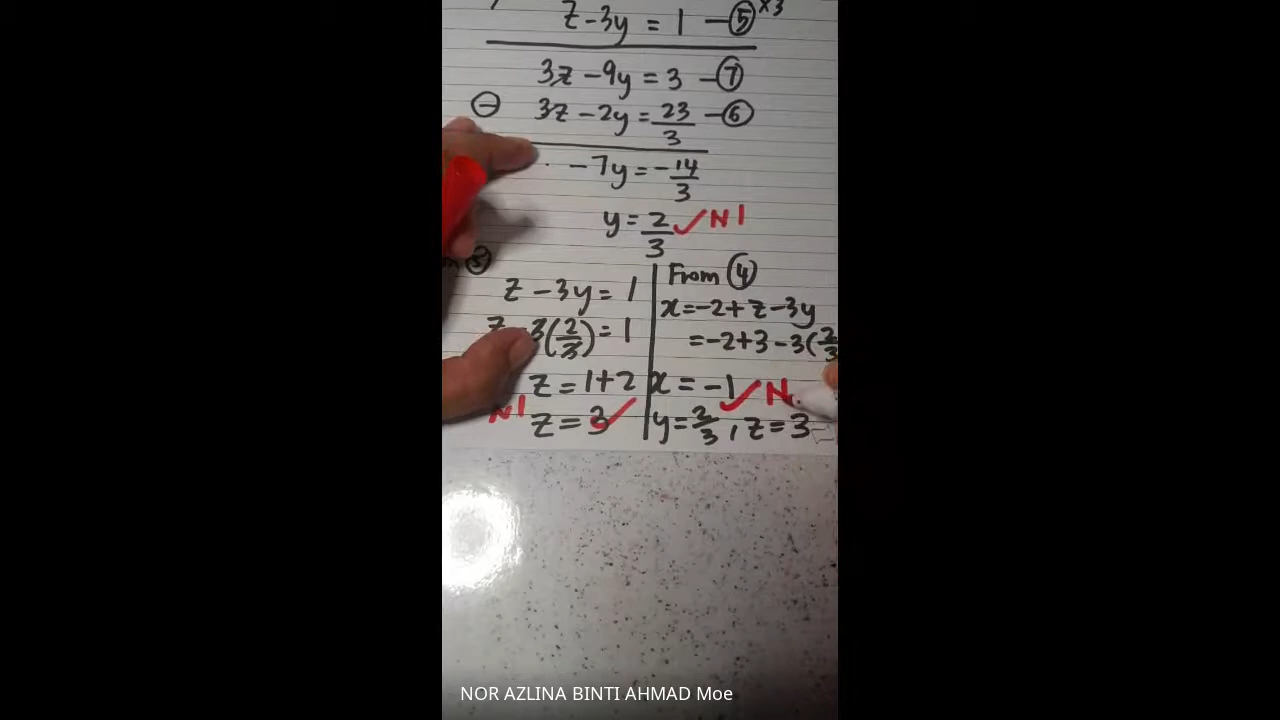 z-3y = 1 -⑤ ×3
3z -9y = 3 -⑦
⊖ 3z -2y = 23/3 -⑥
-7y = -14/3
y = 2/3 ✓ N1
z -3y = 1
z -3(2/3) = 1
z = 1+2
N1 z = 3 ✓
From ④
x = -2 + z -3y
= -2+3 -3(2/3
x = -1 ✓ N
y = 2/3 , z = 3
NOR AZLINA BINTI AHMAD Moe